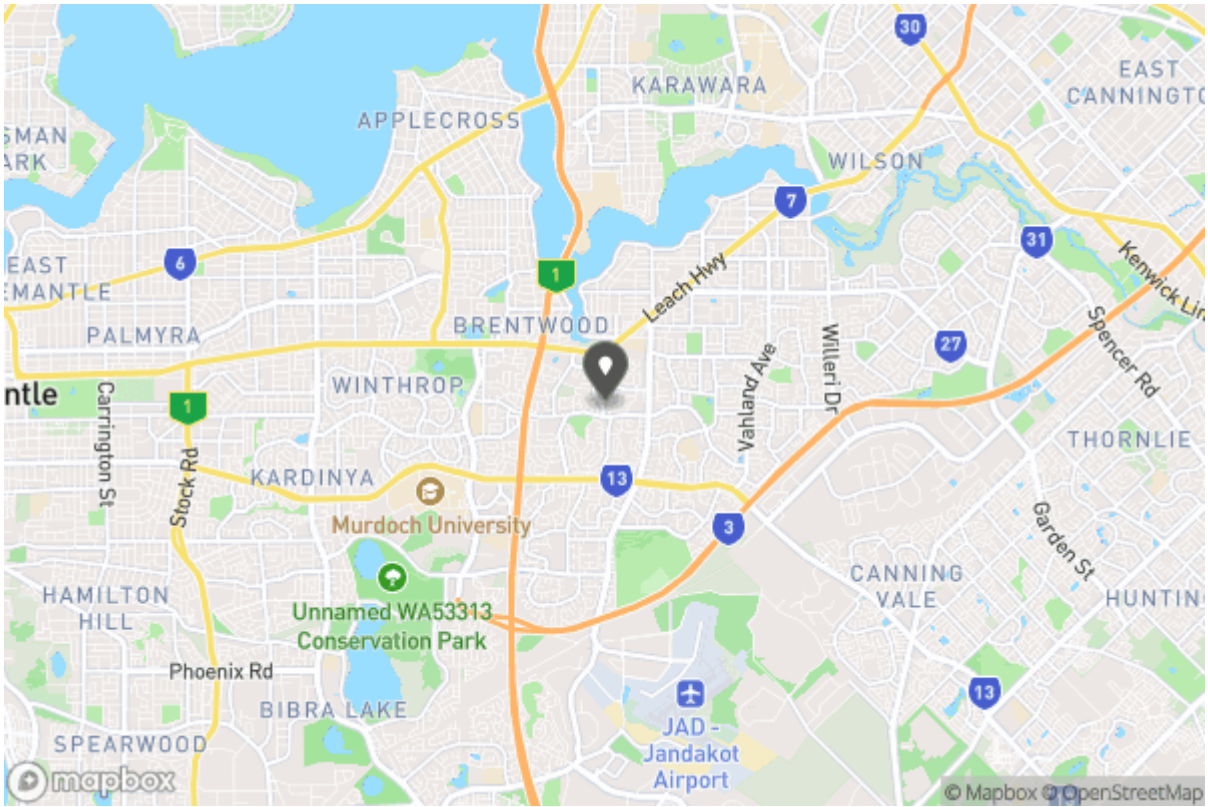 30
KARAWARA
EAST
CANNINGTO
APPLECROSS
SMAN
ARK
WILSON
7
31
6
EAST
EMANTLE
1
Leach Hwy
Kenwick Lin
PALMYRA
BRENTWOOD
27
Spencer Rd
WINTHROP
Willeri Dr
Vahland Ave
ntle
Carrington St
1
THORNLIE
KARDINYA
13
Stock Rd
Murdoch University
3
Garden St
CANNING
VALE
HAMILTON
HILL
HUNTING
Unnamed WA53313
Conservation Park
Phoenix Rd
13
BIBRA LAKE
JAD -
Jandakot
Airport
SPEARWOOD
mapbox
© Mapbox © OpenStreetMap